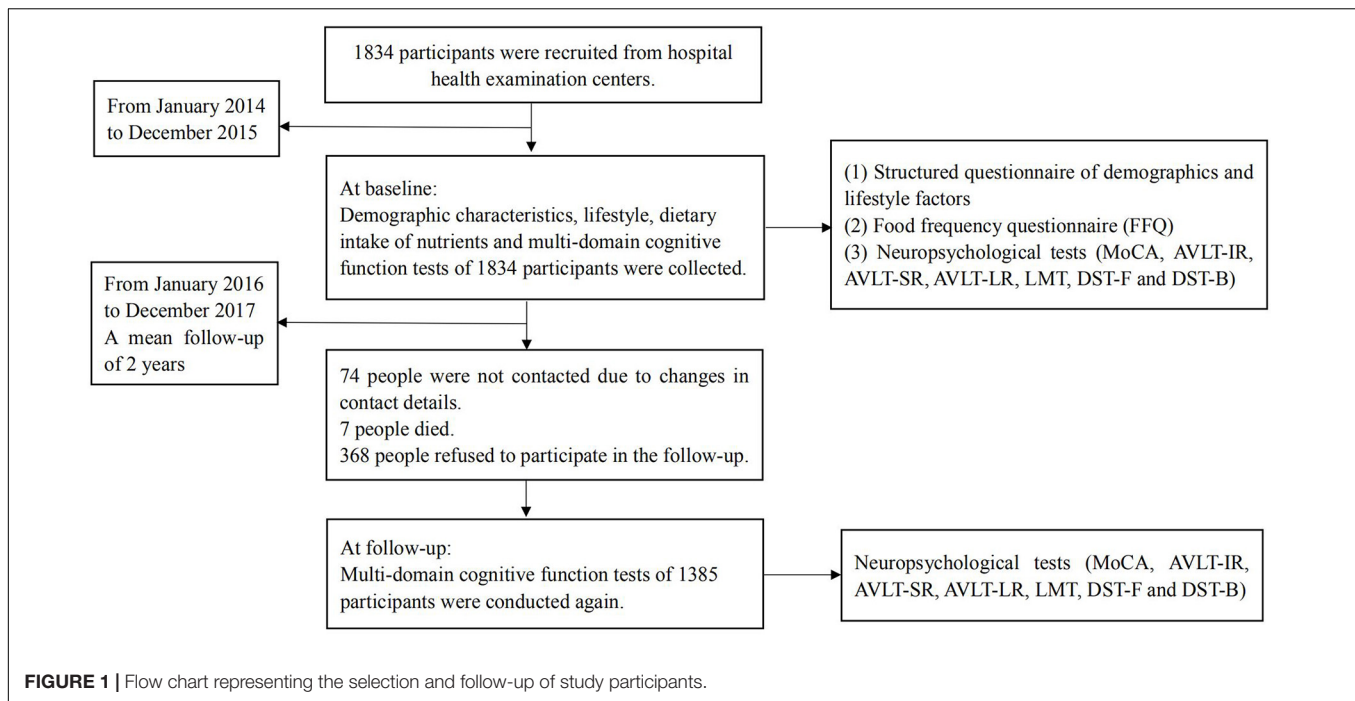 1834 participants were recruited from hospital
health examination centers.
From January 2014
to December 2015
At baseline:
Demographic characteristics, lifestyle, dietary
intake of nutrients and multi-domain cognitive
function tests of 1834 participants were collected.
(1) Structured questionnaire of demographics and
lifestyle factors
(2) Food frequency questionnaire (FFQ)
(3) Neuropsychological tests (MoCA, AVLT-IR,
AVLT-SR, AVLT-LR, LMT, DST-F and DST-B)
From January 2016
to December 2017
A mean follow-up
of 2 years
74 people were not contacted due to changes in
contact details.
7 people died.
368 people refused to participate in the follow-up.
At follow-up:
Multi-domain cognitive function tests of 1385
participants were conducted again.
Neuropsychological tests (MoCA, AVLT-IR,
AVLT-SR, AVLT-LR, LMT, DST-F and DST-B)
FIGURE 1 | Flow chart representing the selection and follow-up of study participants.